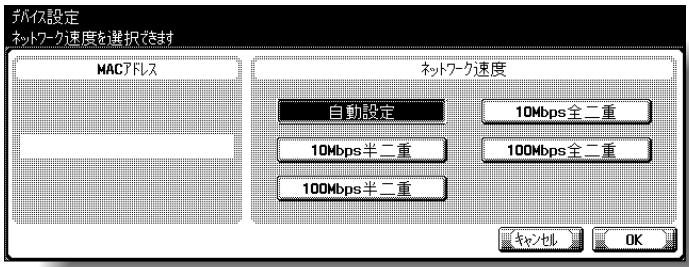 デバイス設定
ネットワーク速度を選択できます
MACアドレス
ネットワーク速度
自動設定
10Mbps全二重
10Mbps半二重
100Mbps全二重
100Mbps半二重
キャンセル
OK